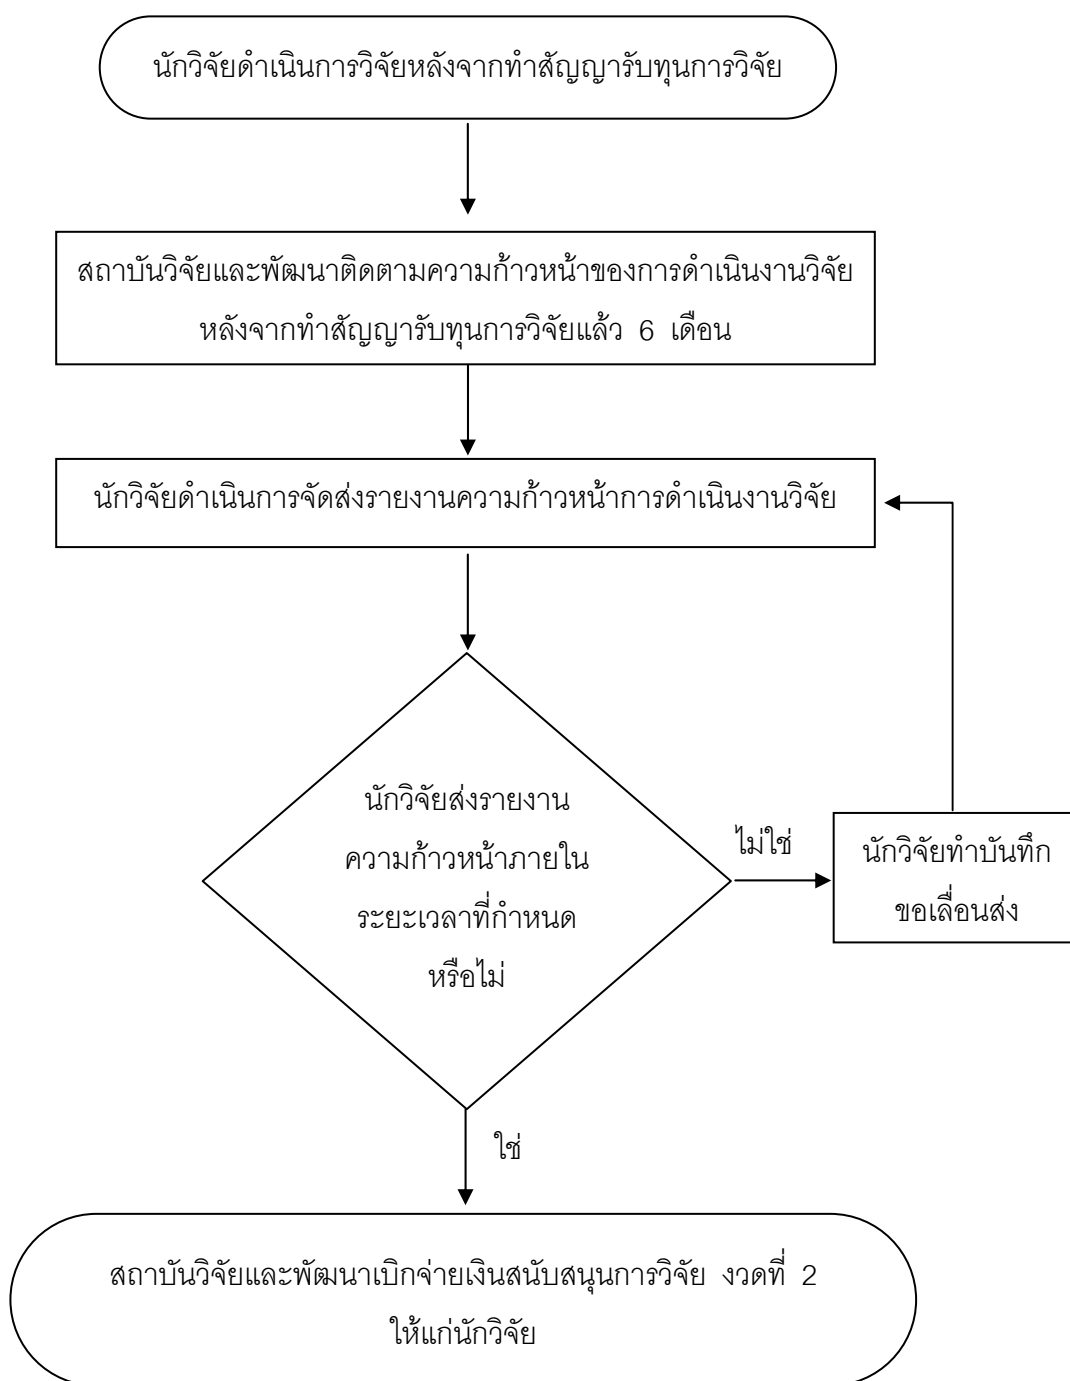 นักวิจัยดำเนินการวิจัยหลังจากทำสัญญารับทุนการวิจัย
สถาบันวิจัยและพัฒนาติดตามความก้าวหน้าของการดำเนินงานวิจัย
หลังจากทำสัญญารับทุนการวิจัยแล้ว 6 เดือน
นักวิจัยดำเนินการจัดส่งรายงานความก้าวหน้าการดำเนินงานวิจัย
นักวิจัยส่งรายงาน
ความก้าวหน้าภายใน
ระยะเวลาที่กำหนด
หรือไม่
ไม่ใช่
นักวิจัยทำบันทึก
ขอเลื่อนส่ง
ใช่
สถาบันวิจัยและพัฒนาเบิกจ่ายเงินสนับสนุนการวิจัย งวดที่ 2
ให้แก่นักวิจัย